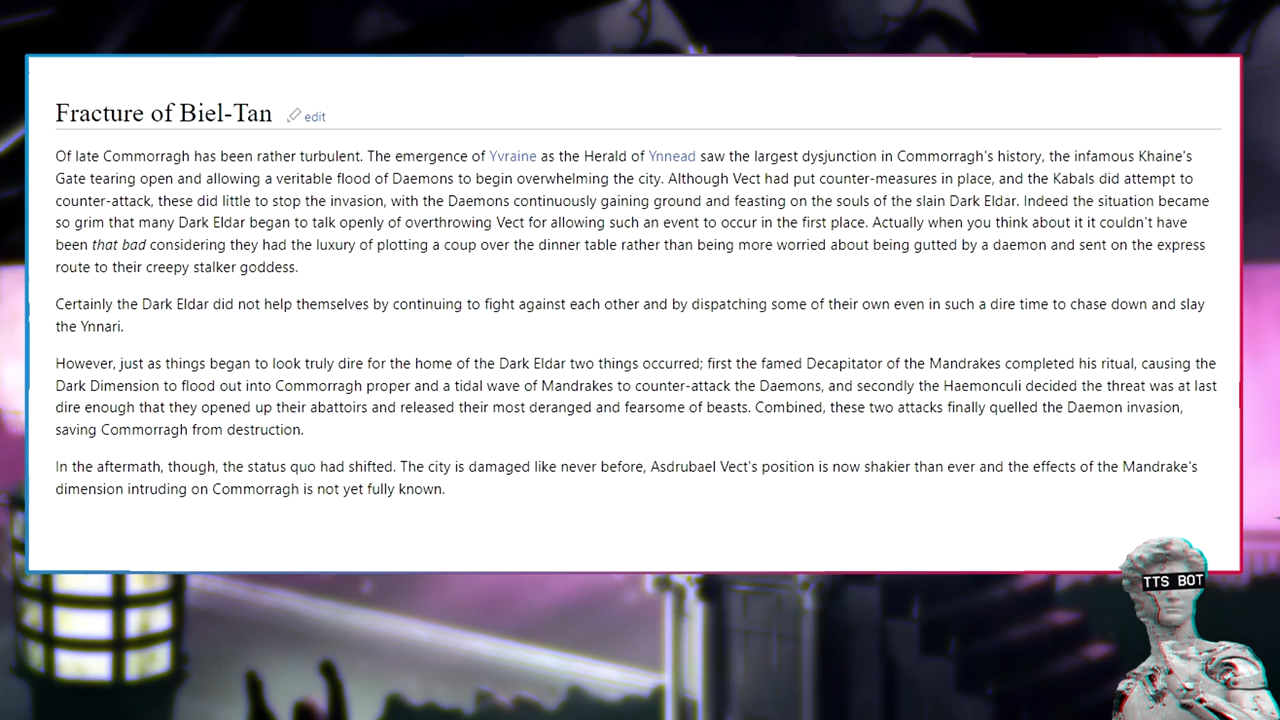 Fracture of Biel-Tan edit
Of late Commorragh has been rather turbulent. The emergence of Yvraine as the Herald of Ynnead saw the largest dysjunction in Commorragh's history, the infamous Khaine's
Gate tearing open and allowing a veritable flood of Daemons to begin overwhelming the city. Although Vect had put counter-measures in place, and the Kabals did attempt to
counter-attack, these did little to stop the invasion, with the Daemons continuously gaining ground and feasting on the souls of the slain Dark Eldar. Indeed the situation became
so grim that many Dark Eldar began to talk openly of overthrowing Vect for allowing such an event to occur in the first place. Actually when you think about it it couldn't have
been that bad considering they had the luxury of plotting a coup over the dinner table rather than being more worried about being gutted by a daemon and sent on the express
route to their creepy stalker goddess.
Certainly the Dark Eldar did not help themselves by continuing to fight against each other and by dispatching some of their own even in such a dire time to chase down and slay
the Ynnari.
However, just as things began to look truly dire for the home of the Dark Eldar two things occurred; first the famed Decapitator of the Mandrakes completed his ritual, causing the
Dark Dimension to flood out into Commorragh proper and a tidal wave of Mandrakes to counter-attack the Daemons, and secondly the Haemonculi decided the threat was at last
dire enough that they opened up their abattoirs and released their most deranged and fearsome of beasts. Combined, these two attacks finally quelled the Daemon invasion,
saving Commorragh from destruction.
In the aftermath, though, the status quo had shifted. The city is damaged like never before, Asdrubael Vect's position is now shakier than ever and the effects of the Mandrake's
dimension intruding on Commorragh is not yet fully known.
TTS BOT